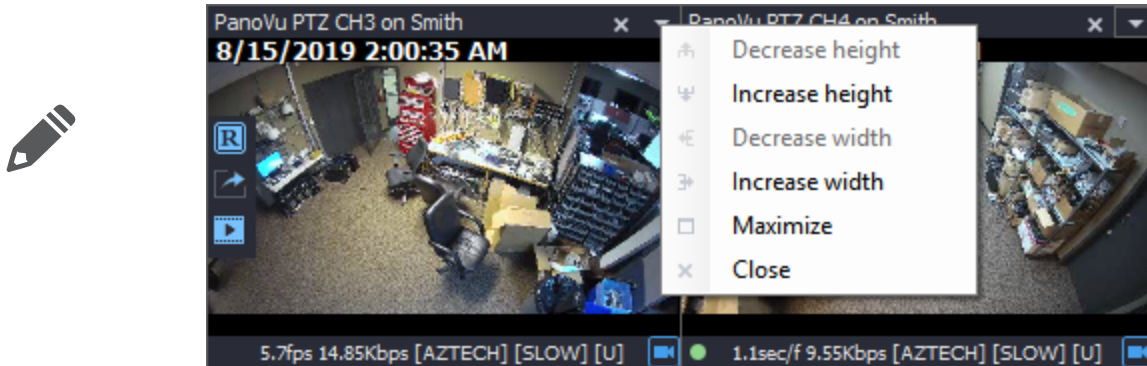 PanoVu PTZ CH3 on Smith
PanoVu PTZ CH4 on Smith
8/15/2019 2:00:35 AM
Decrease height
Increase height
Decrease width
Increase width
Maximize
Close
R
5.7fps 14.85Kbps [AZTECH] [SLOW] [U]
1.1sec/f 9.55Kbps [AZTECH] [SLOW] [U]